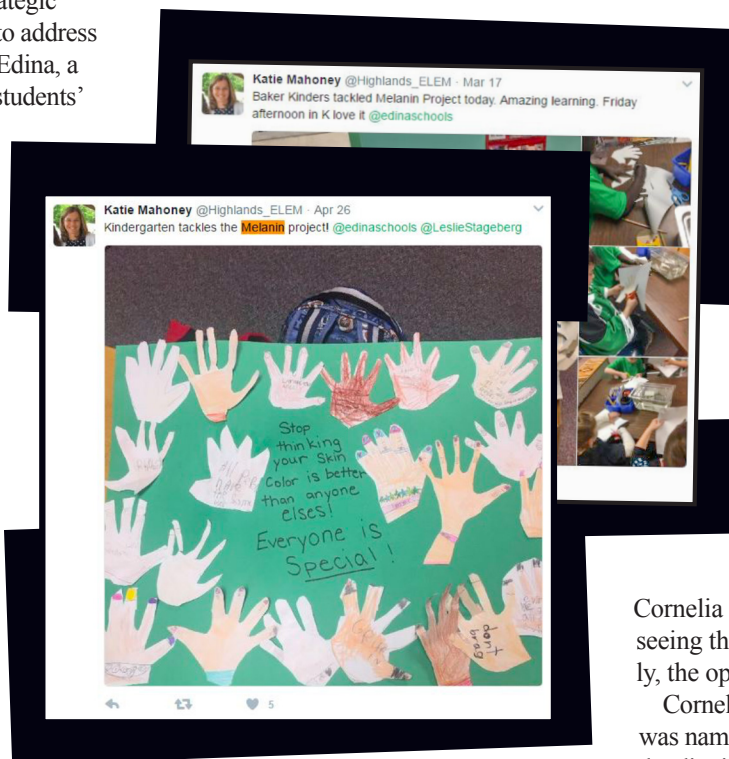 ategic
to address
Edina, a
students’
Katie Mahoney @Highlands_ELEM · Mar 17
Baker Kinders tackled Melanin Project today. Amazing learning. Friday
afternoon in K love it @edinaschools
Katie Mahoney @Highlands_ELEM · Apr 26
Kindergarten tackles the Melanin project! @edinaschools @LeslieStageberg
Stop
thinking
your Skin
Color is better
than anyone
elses!
Everyone is
Special!
dont
brag
5
Cornelia
seeing th
ly, the op
Cornel
was nam